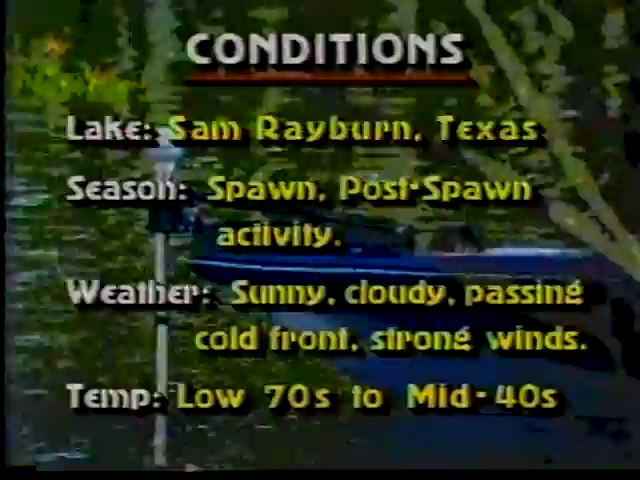 CONDITIONS
Lake: Sam Rayburn, Texas
Season: Spawn, Post-Spawn
activity.
Weather: Sunny, cloudy, passing
cold front, strong winds.
Temp: Low 70s to Mid-40s